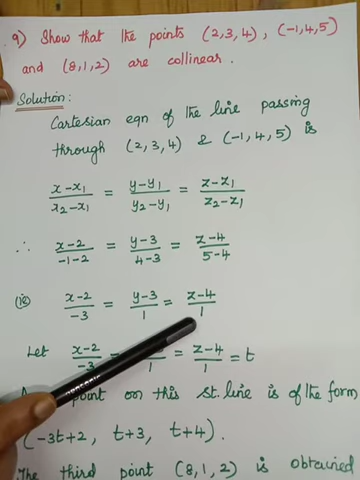 9) Show that the points (2,3,4), (-1,4,5)
and (8,1,2) are collinear.
Solution:
Cartesian eqn of the line passing
through (2,3,4) & (-1,4,5) is
x-x₁/x₂-x₁ = y-y₁/y₂-y₁ = z-z₁/z₂-z₁
∴ x-2/-1-2 = y-3/4-3 = z-4/5-4
(ie) x-2/-3 = y-3/1 = z-4/1
Let x-2/-3 = /1 = z-4/1 = t
point on this st. line is of the form
(-3t+2, t+3, t+4).
The third point (8,1,2) is obtained